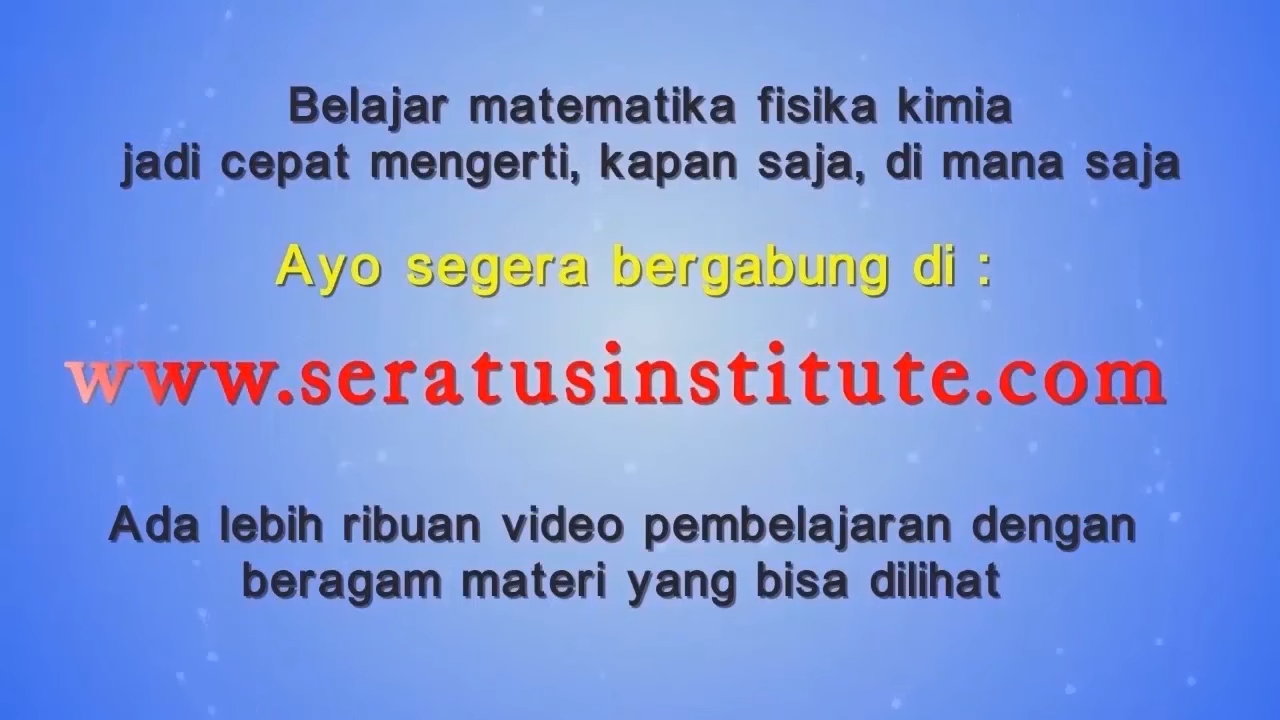 Belajar matematika fisika kimia
jadi cepat mengerti, kapan saja, di mana saja
Ayo segera bergabung di :
www.seratusinstitute.com
Ada lebih ribuan video pembelajaran dengan
beragam materi yang bisa dilihat